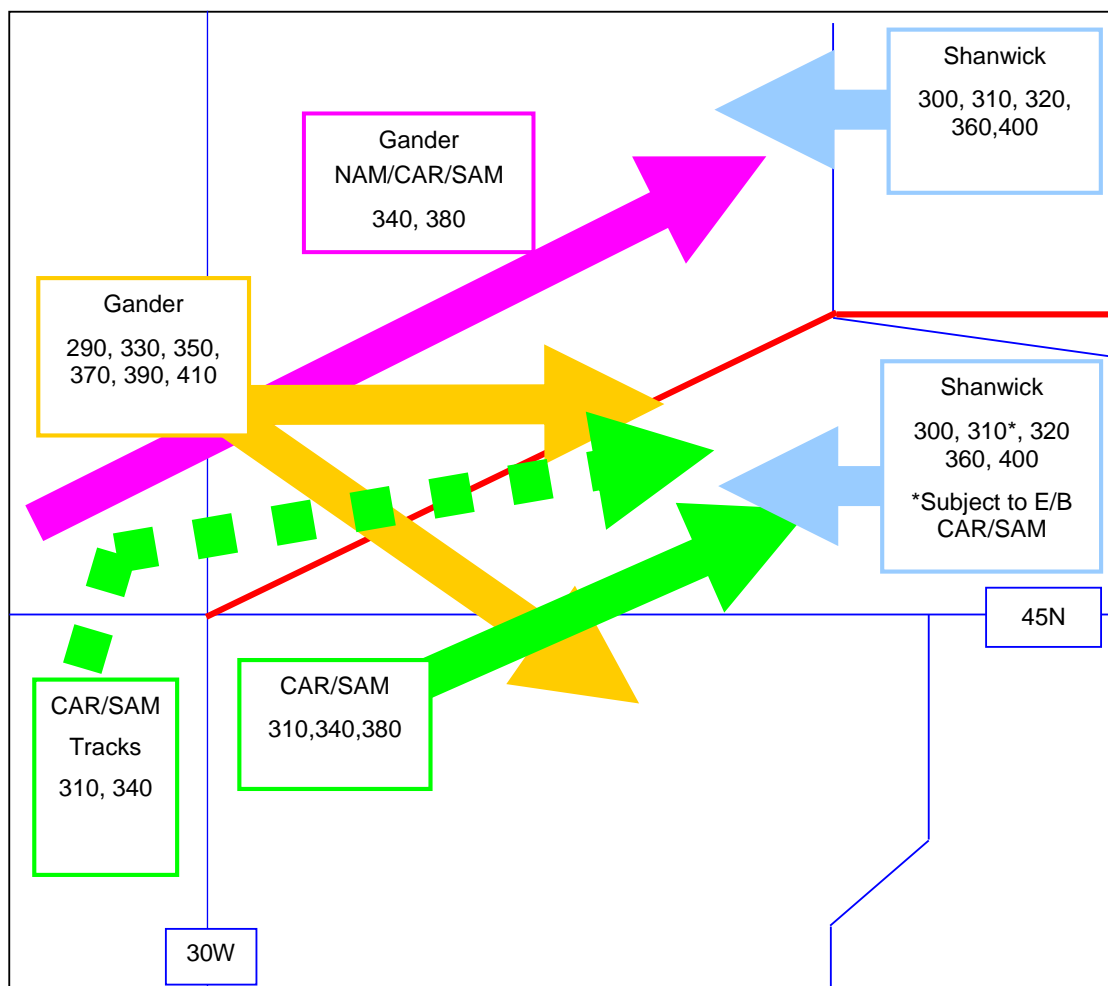 Shanwick
300, 310, 320,
360,400
Gander
NAM/CAR/SAM
340, 380
Gander
290, 330, 350,
370, 390, 410
Shanwick
300, 310*, 320
360, 400
*Subject to E/B
CAR/SAM
45N
CAR/SAM
Tracks
310, 340
CAR/SAM
310,340,380
30W